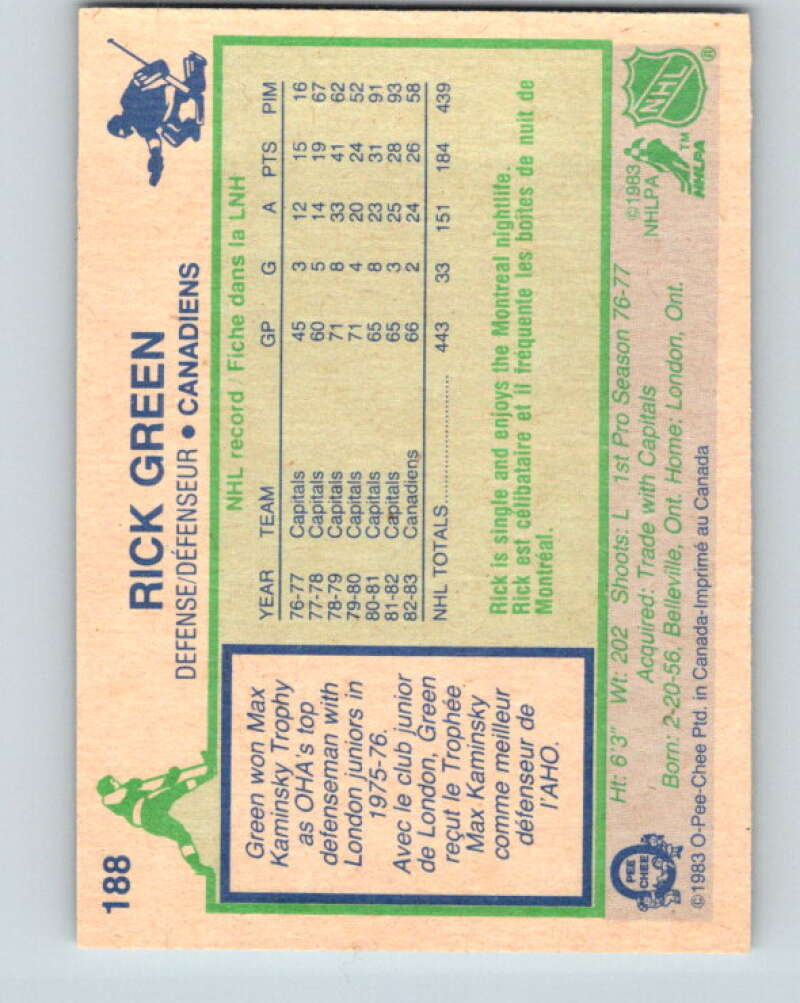 188
RICK GREEN
DEFENSE/DÉFENSEUR • CANADIENS
Green won Max
Kaminsky Trophy
as OHA's top
defenseman with
London juniors in
1975-76.
Avec le club junior
de London, Green
reçut le Trophée
Max Kaminsky
comme meilleur
défenseur de
l'AHO.
NHL record / Fiche dans la LNH
YEAR TEAM GP G A PTS PIM
76-77 Capitals 45 3 12 15 16
77-78 Capitals 60 5 14 19 67
78-79 Capitals 71 8 33 41 62
79-80 Capitals 71 4 20 24 52
80-81 Capitals 65 8 23 31 91
81-82 Capitals 65 3 25 28 93
82-83 Canadiens 66 2 24 26 58
NHL TOTALS.................... 443 33 151 184 439
Rick is single and enjoys the Montreal nightlife.
Rick est célibataire et il fréquente les boîtes de nuit de
Montréal.
Ht: 6'3" Wt: 202 Shoots: L 1st Pro Season 76-77
Acquired: Trade with Capitals
Born: 2-20-56, Belleville, Ont. Home: London, Ont.
©1983 O-Pee-Chee Ptd. in Canada-Imprimé au Canada
PEE
CHEE
©1983
NHLPA
NHL
®
TM
NHLPA